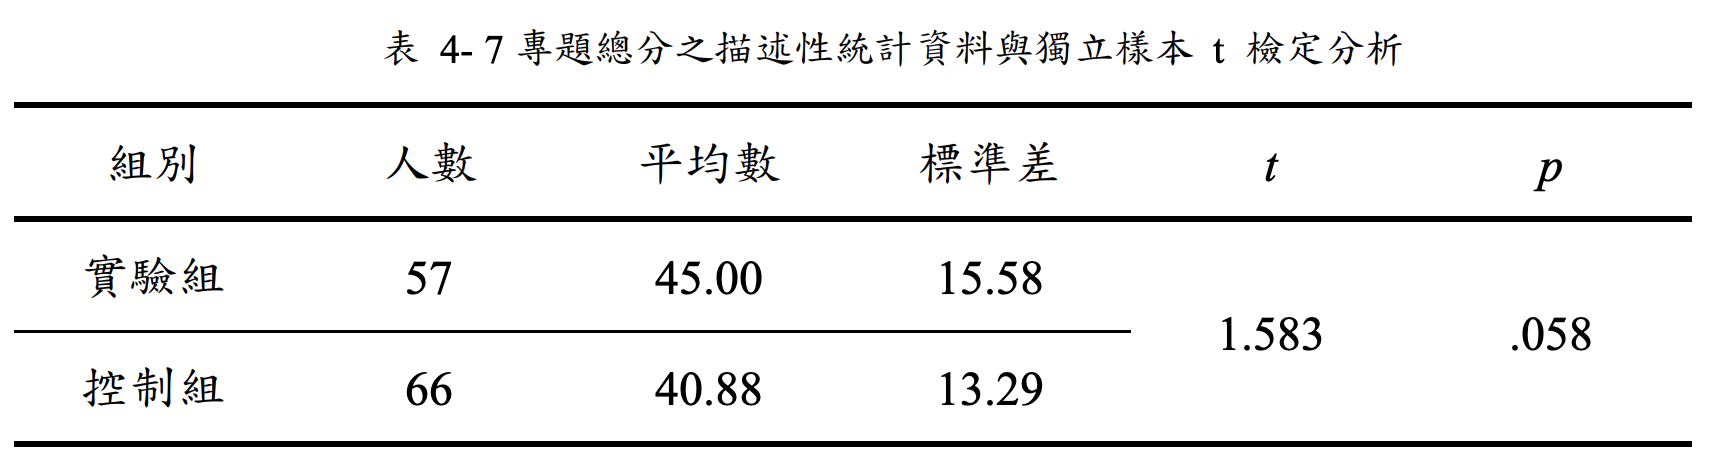 表 4- 7 專題總分之描述性統計資料與獨立樣本 t 檢定分析
組別 人數 平均數 標準差 t p
實驗組 57 45.00 15.58
1.583 .058
控制組 66 40.88 13.29